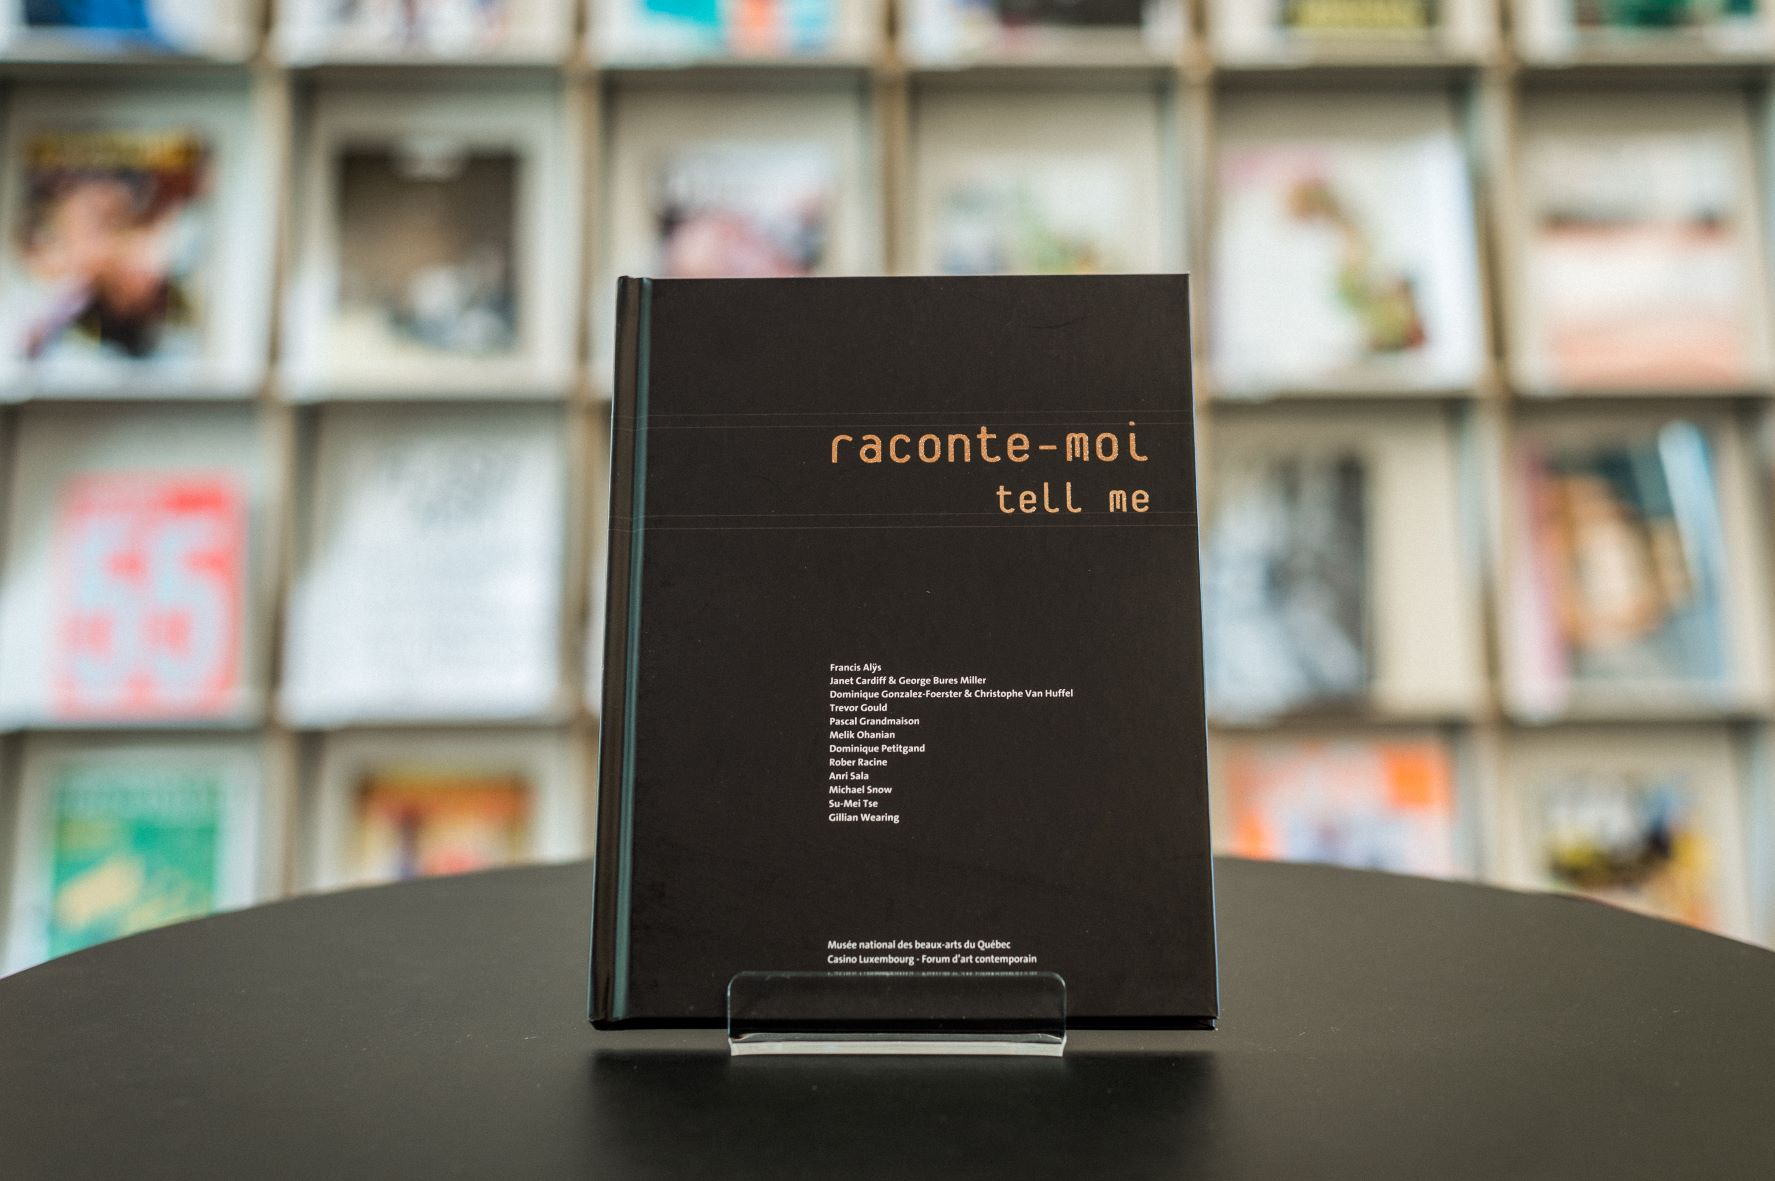 raconte-moi
tell me
Francis Alÿs
Janet Cardiff & George Bures Miller
Dominique Gonzalez-Foerster & Christophe Van Huffel
Trevor Gould
Pascal Grandmaison
Melik Ohanian
Dominique Petitgand
Rober Racine
Anri Sala
Michael Snow
Su-Mei Tse
Gillian Wearing
Musée national des beaux-arts du Québec
Casino Luxembourg - Forum d'art contemporain
55